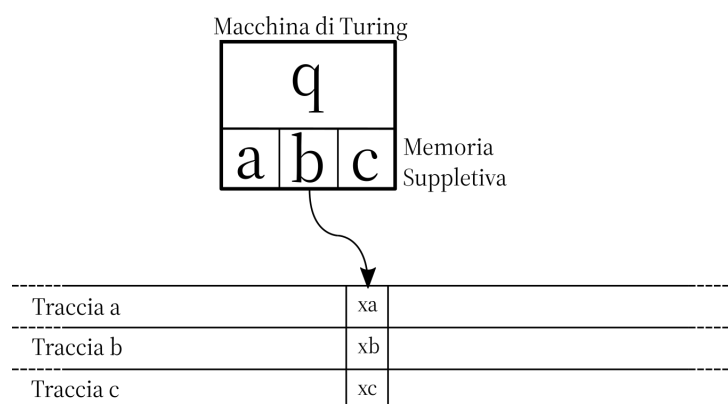 Macchina di Turing
q
a b c
Memoria
Suppletiva
Traccia a xa
Traccia b xb
Traccia c xc